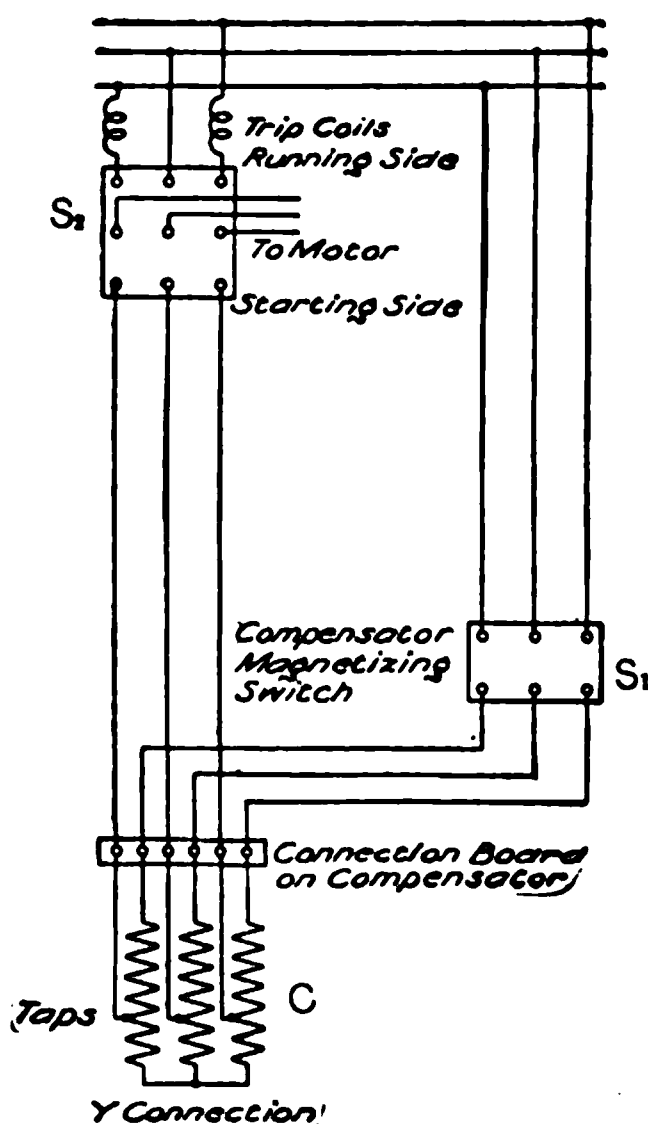 Trip Coils
Running Side
S₂
To Motor
Starting Side
Compensator
Magnetizing
Switch
S₁
Connection Board
on Compensator
Taps
C
Y Connection